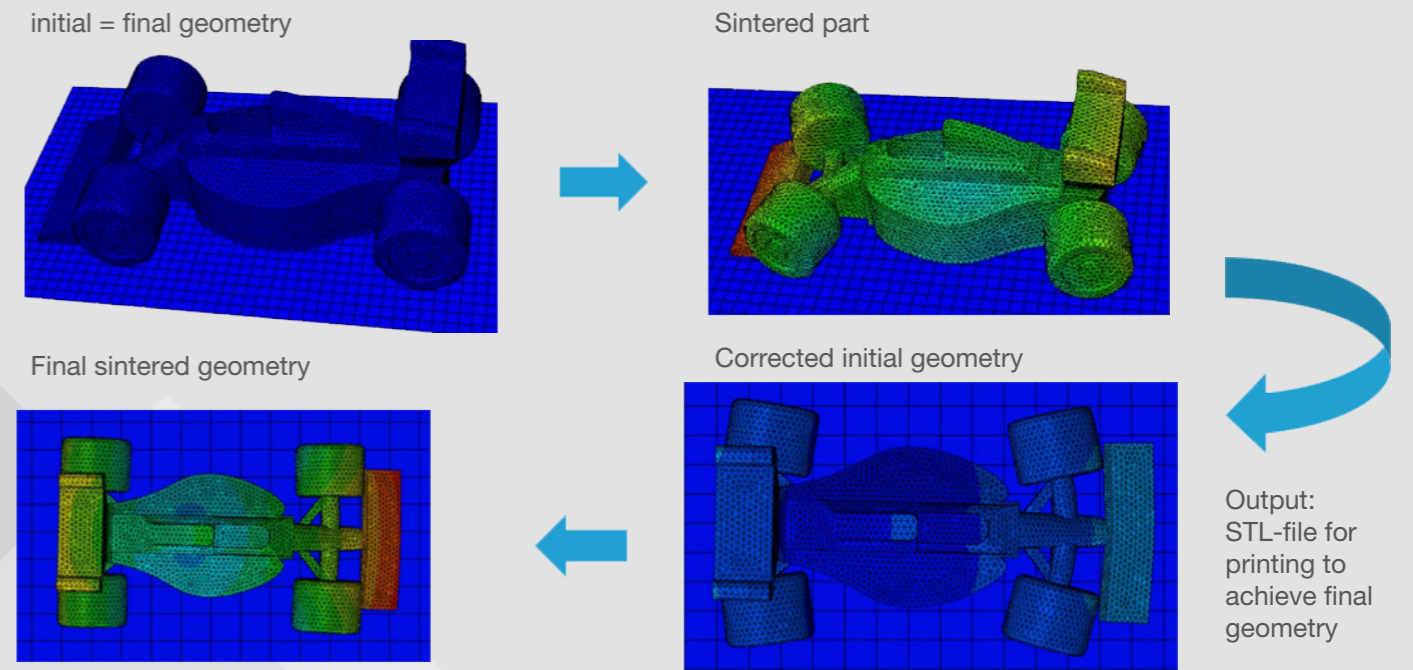 initial = final geometry
Sintered part
Final sintered geometry
Corrected initial geometry
Output:
STL-file for
printing to
achieve final
geometry